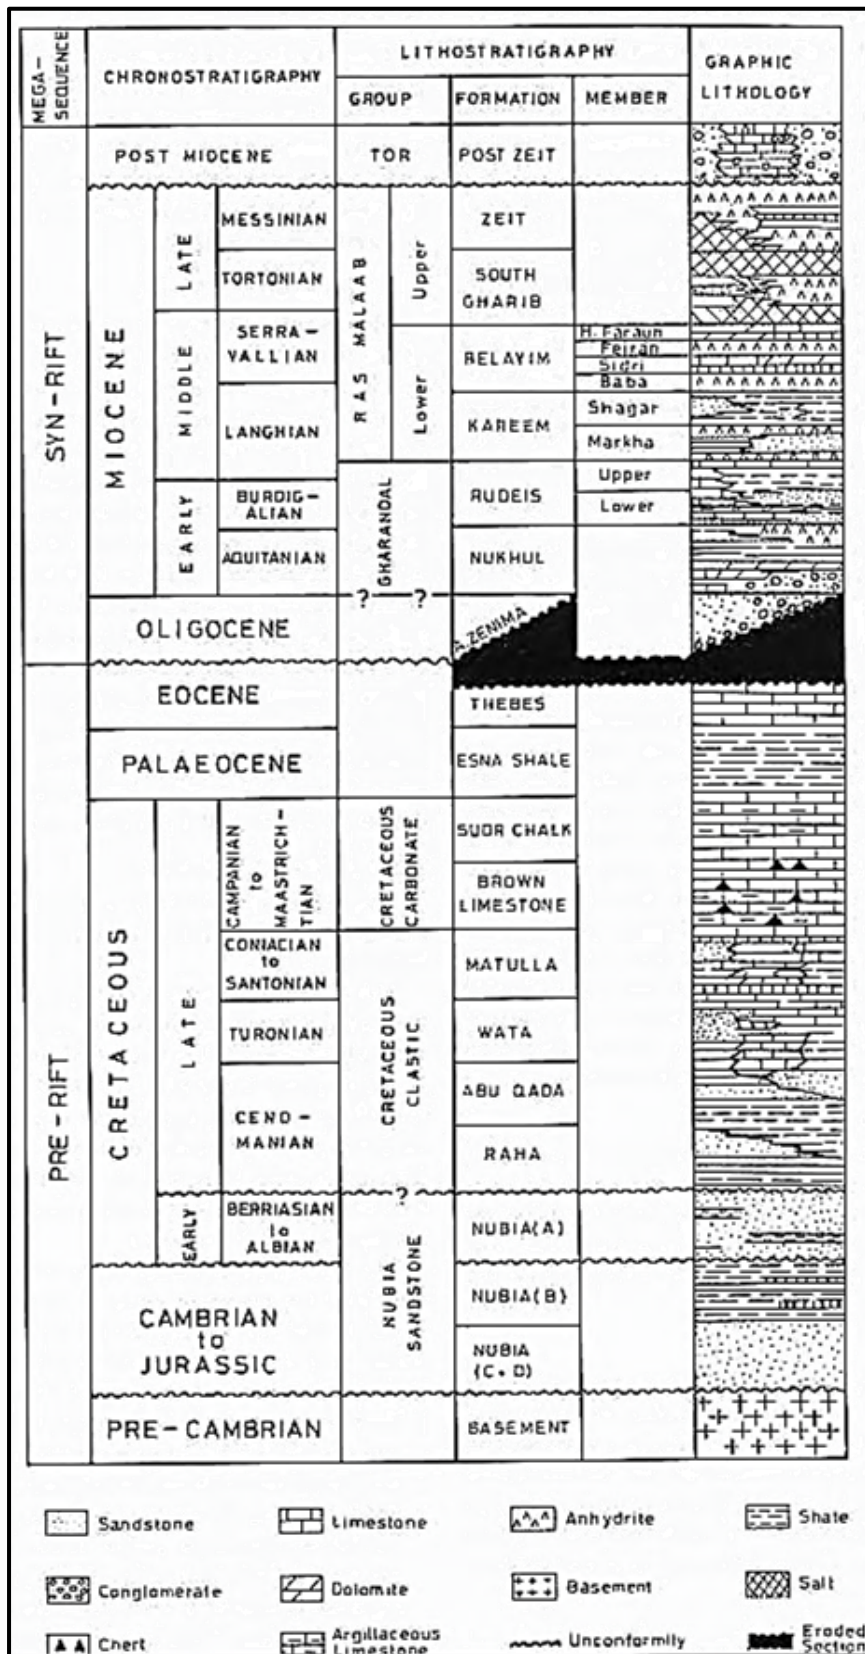 MEGA-
SEQUENCE
CHRONOSTRATIGRAPHY
LITHOSTRATIGRAPHY
GROUP
FORMATION
MEMBER
GRAPHIC
LITHOLOGY
SYN-RIFT
POST MIOCENE
TOR
POST ZEIT
MIOCENE
LATE
MESSINIAN
RAS MALAAB
Upper
ZEIT
TORTONIAN
SOUTH
GHARIB
MIDDLE
SERRA-
VALLIAN
Lower
BELAYIM
H. Faraun
Feiran
Sidri
Baba
LANGHIAN
KAREEM
Shagar
Markha
EARLY
BURDIG-
ALIAN
GHARANDAL
RUDEIS
Upper
Lower
AQUITANIAN
NUKHUL
? ?
OLIGOCENE
A. ZENIMA
PRE-RIFT
EOCENE
THEBES
PALAEOCENE
ESNA SHALE
CRETACEOUS
LATE
CAMPANIAN
to
MAASTRICH-
TIAN
CRETACEOUS
CARBONATE
SUDR CHALK
BROWN
LIMESTONE
CONIACIAN
to
SANTONIAN
CRETACEOUS
CLASTIC
MATULLA
TURONIAN
WATA
CENO-
MANIAN
ABU QADA
RAHA
?
EARLY
BERRIASIAN
to
ALBIAN
NUBIA
SANDSTONE
NUBIA(A)
CAMBRIAN
to
JURASSIC
NUBIA(B)
NUBIA
(C+D)
PRE-CAMBRIAN
BASEMENT
Sandstone
Limestone
Anhydrite
Shale
Conglomerate
Dolomite
Basement
Salt
Chert
Argillaceous
Limestone
Unconformity
Eroded
Section